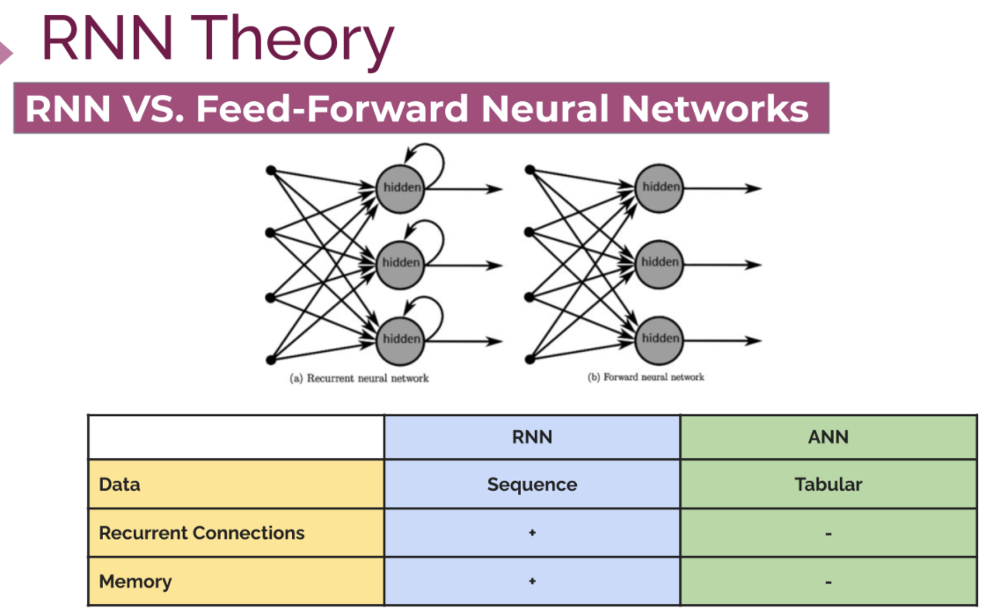 RNN Theory
RNN VS. Feed-Forward Neural Networks
hidden
hidden
hidden
(a) Recurrent neural network
hidden
hidden
hidden
(b) Forward neural network
RNN ANN
Data Sequence Tabular
Recurrent Connections + -
Memory + -